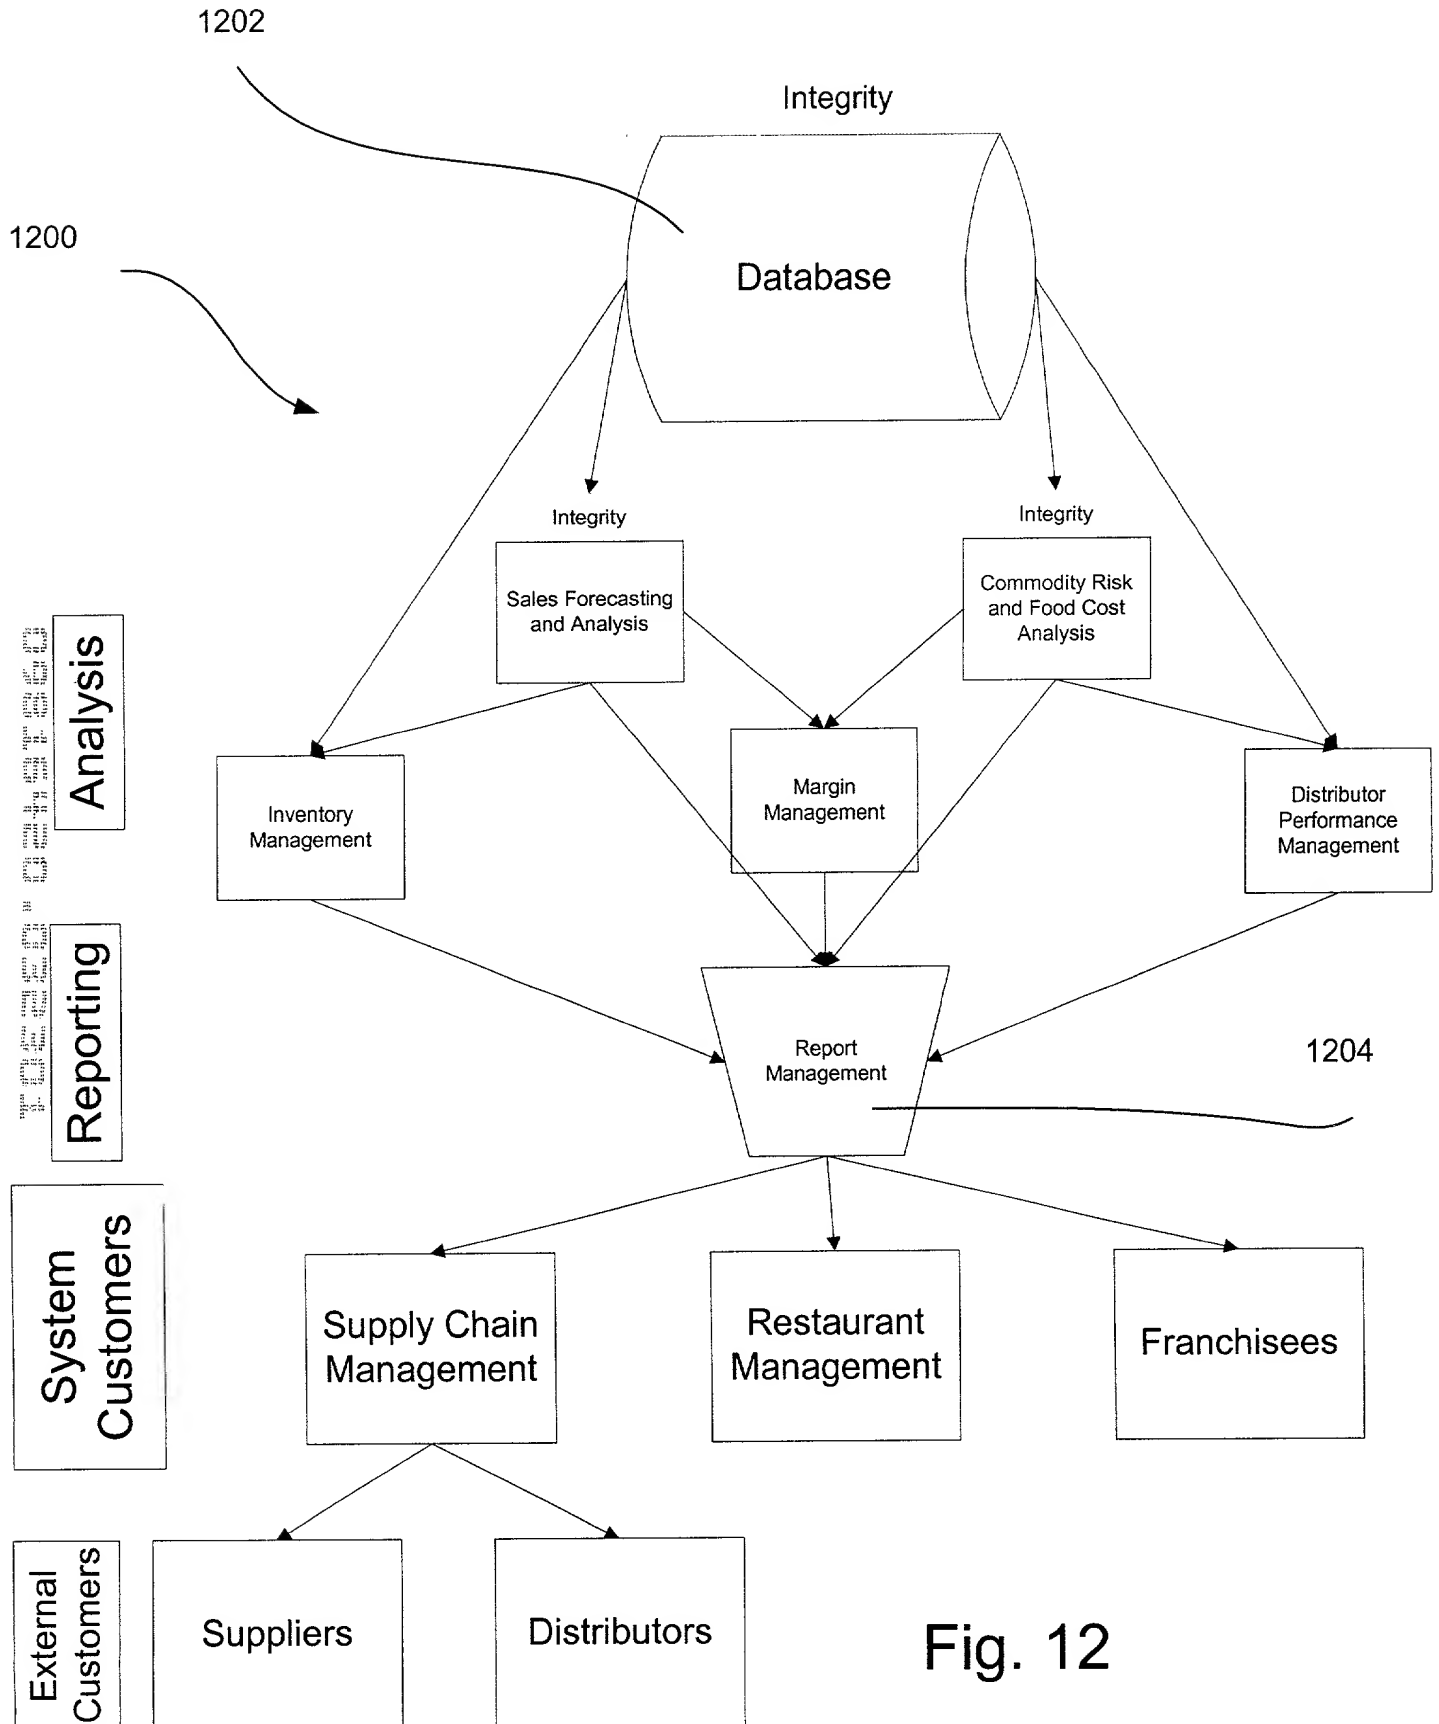 1202
Integrity
1200
Database
Integrity
Integrity
Sales Forecasting
and Analysis
Commodity Risk
and Food Cost
Analysis
Analysis
Inventory
Management
Margin
Management
Distributor
Performance
Management
Reporting
Report
Management
1204
System
Customers
Supply Chain
Management
Restaurant
Management
Franchisees
External
Customers
Suppliers
Distributors
Fig. 12